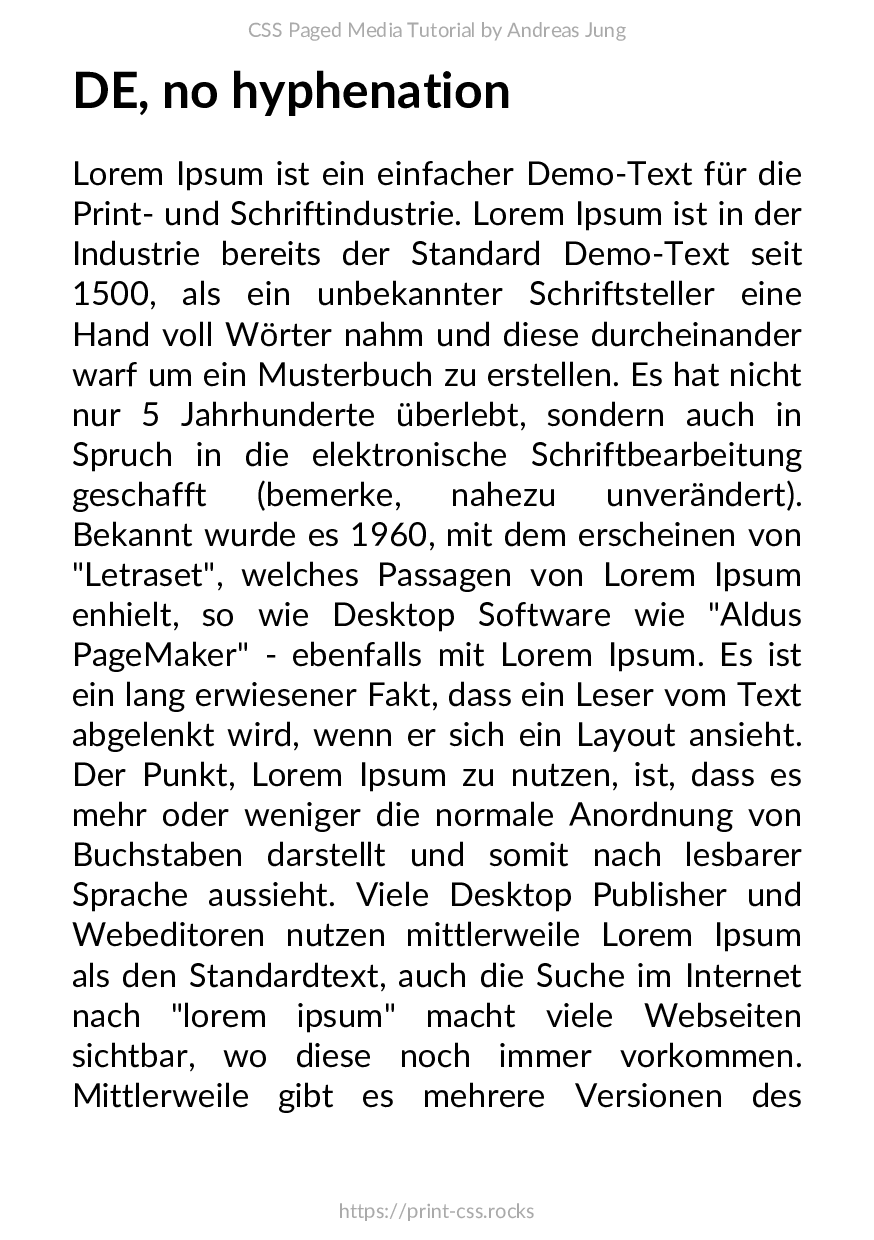 CSS Paged Media Tutorial by Andreas Jung
DE, no hyphenation
Lorem Ipsum ist ein einfacher Demo-Text für die
Print- und Schriftindustrie. Lorem Ipsum ist in der
Industrie bereits der Standard Demo-Text seit
1500, als ein unbekannter Schriftsteller eine
Hand voll Wörter nahm und diese durcheinander
warf um ein Musterbuch zu erstellen. Es hat nicht
nur 5 Jahrhunderte überlebt, sondern auch in
Spruch in die elektronische Schriftbearbeitung
geschafft (bemerke, nahezu unverändert).
Bekannt wurde es 1960, mit dem erscheinen von
"Letraset", welches Passagen von Lorem Ipsum
enhielt, so wie Desktop Software wie "Aldus
PageMaker" - ebenfalls mit Lorem Ipsum. Es ist
ein lang erwiesener Fakt, dass ein Leser vom Text
abgelenkt wird, wenn er sich ein Layout ansieht.
Der Punkt, Lorem Ipsum zu nutzen, ist, dass es
mehr oder weniger die normale Anordnung von
Buchstaben darstellt und somit nach lesbarer
Sprache aussieht. Viele Desktop Publisher und
Webeditoren nutzen mittlerweile Lorem Ipsum
als den Standardtext, auch die Suche im Internet
nach "lorem ipsum" macht viele Webseiten
sichtbar, wo diese noch immer vorkommen.
Mittlerweile gibt es mehrere Versionen des
https://print-css.rocks